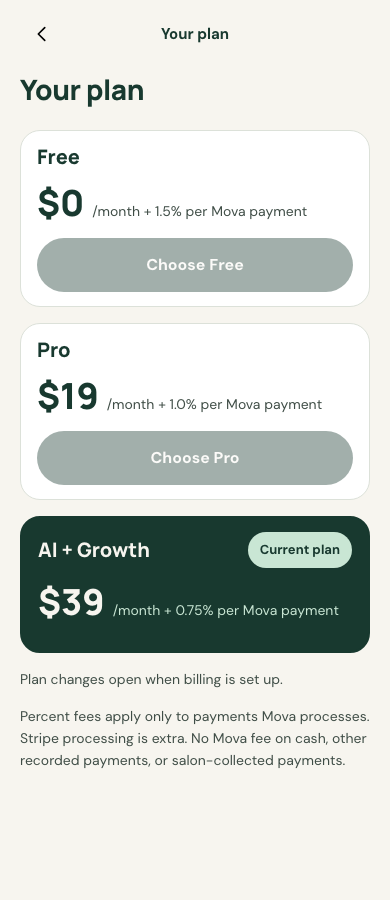 Your plan
Your plan
Free
$0 /month + 1.5% per Mova payment
Choose Free
Pro
$19 /month + 1.0% per Mova payment
Choose Pro
AI + Growth
Current plan
$39 /month + 0.75% per Mova payment
Plan changes open when billing is set up.
Percent fees apply only to payments Mova processes.
Stripe processing is extra. No Mova fee on cash, other
recorded payments, or salon-collected payments.